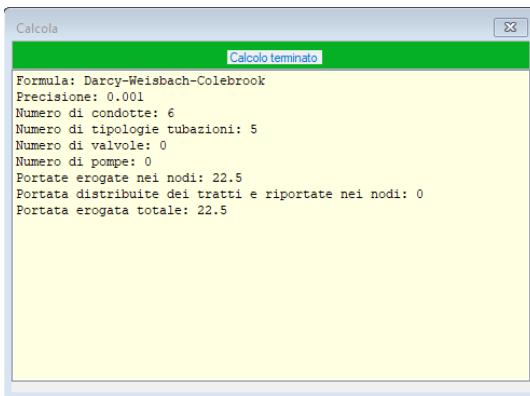 Calcola
Calcolo terminato
Formula: Darcy-Weisbach-Colebrook
Precisione: 0.001
Numero di condotte: 6
Numero di tipologie tubazioni: 5
Numero di valvole: 0
Numero di pompe: 0
Portate erogate nei nodi: 22.5
Portata distribuite dei tratti e riportate nei nodi: 0
Portata erogata totale: 22.5